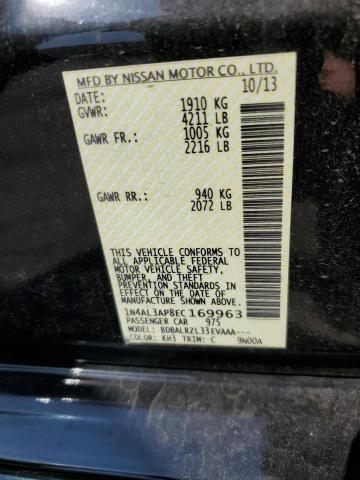 MFD BY NISSAN MOTOR CO., LTD.
DATE: 10/13
GVWR: 1910 KG
4211 LB
GAWR FR.: 1005 KG
2216 LB
GAWR RR.: 940 KG
2072 LB
THIS VEHICLE CONFORMS TO
ALL APPLICABLE FEDERAL
MOTOR VEHICLE SAFETY,
BUMPER, AND THEFT
PREVENTION STANDARDS IN
EFFECT ON THE DATE OF
MANUFACTURE SHOWN ABOVE.
1N4AL3AP8EC169963
PASSENGER CAR 975
MODEL: BDBALRZL33EVAAA---
COLOR: KH3 TRIM: C 9N00A